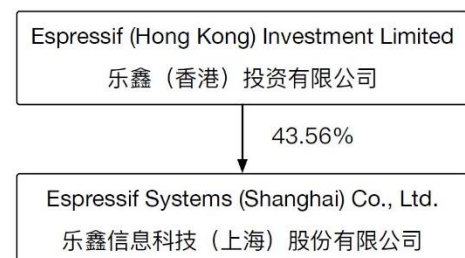 Espressif (Hong Kong) Investment Limited
乐鑫（香港）投资有限公司
43.56%
Espressif Systems (Shanghai) Co., Ltd.
乐鑫信息科技（上海）股份有限公司